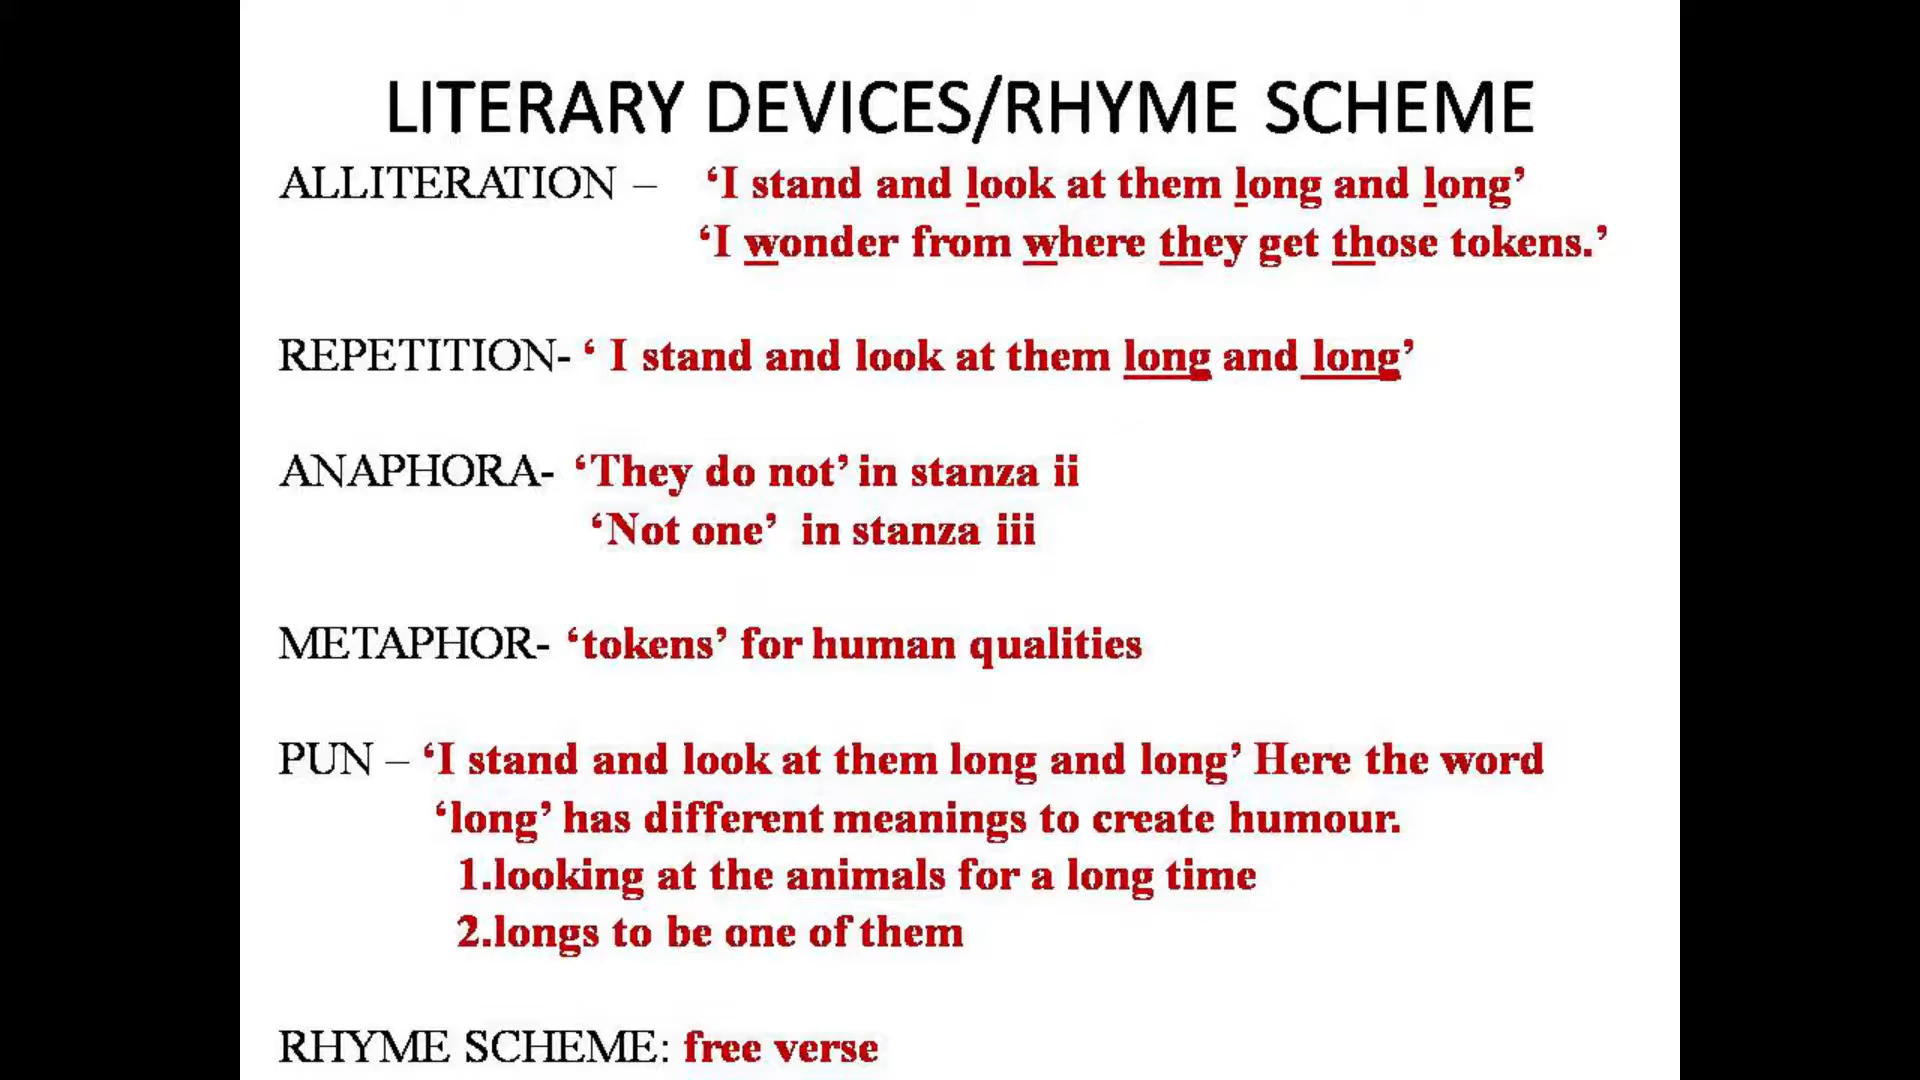 LITERARY DEVICES/RHYME SCHEME
ALLITERATION – ‘I stand and look at them long and long’
‘I wonder from where they get those tokens.’
REPETITION- ‘ I stand and look at them long and long’
ANAPHORA- ‘They do not’ in stanza ii
‘Not one’ in stanza iii
METAPHOR- ‘tokens’ for human qualities
PUN – ‘I stand and look at them long and long’ Here the word
‘long’ has different meanings to create humour.
1.looking at the animals for a long time
2.longs to be one of them
RHYME SCHEME: free verse